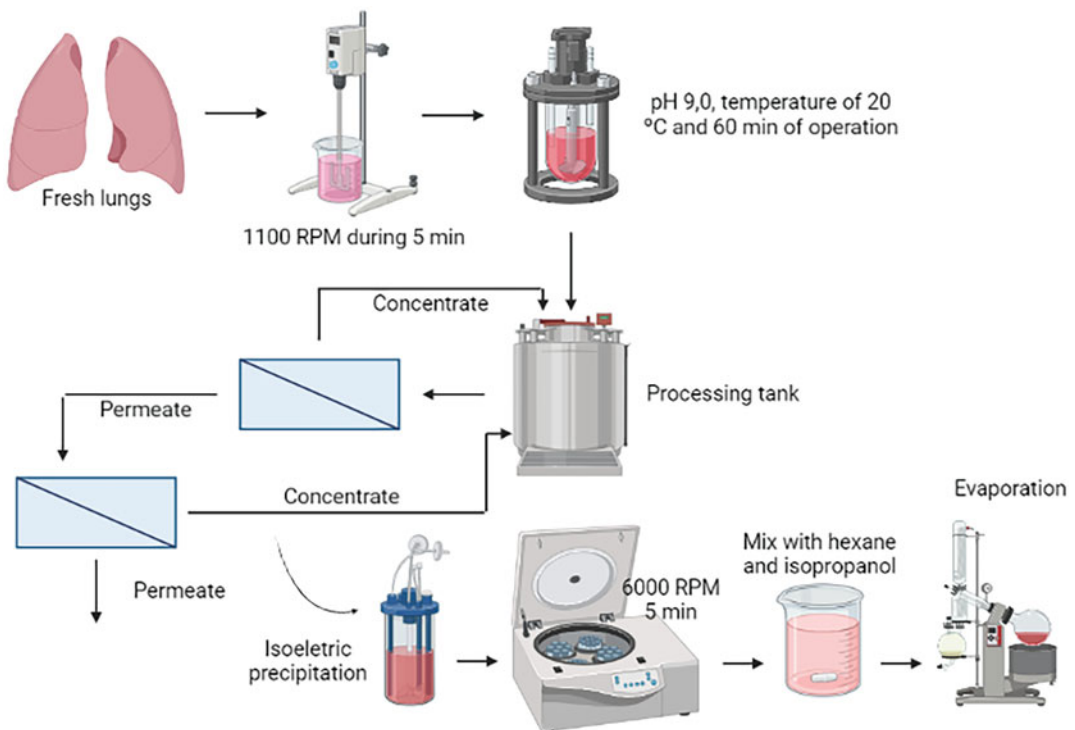 Fresh lungs
1100 RPM during 5 min
pH 9,0, temperature of 20
ºC and 60 min of operation
Concentrate
Processing tank
Permeate
Concentrate
Permeate
Isoeletric
precipitation
6000 RPM
5 min
Mix with hexane
and isopropanol
Evaporation